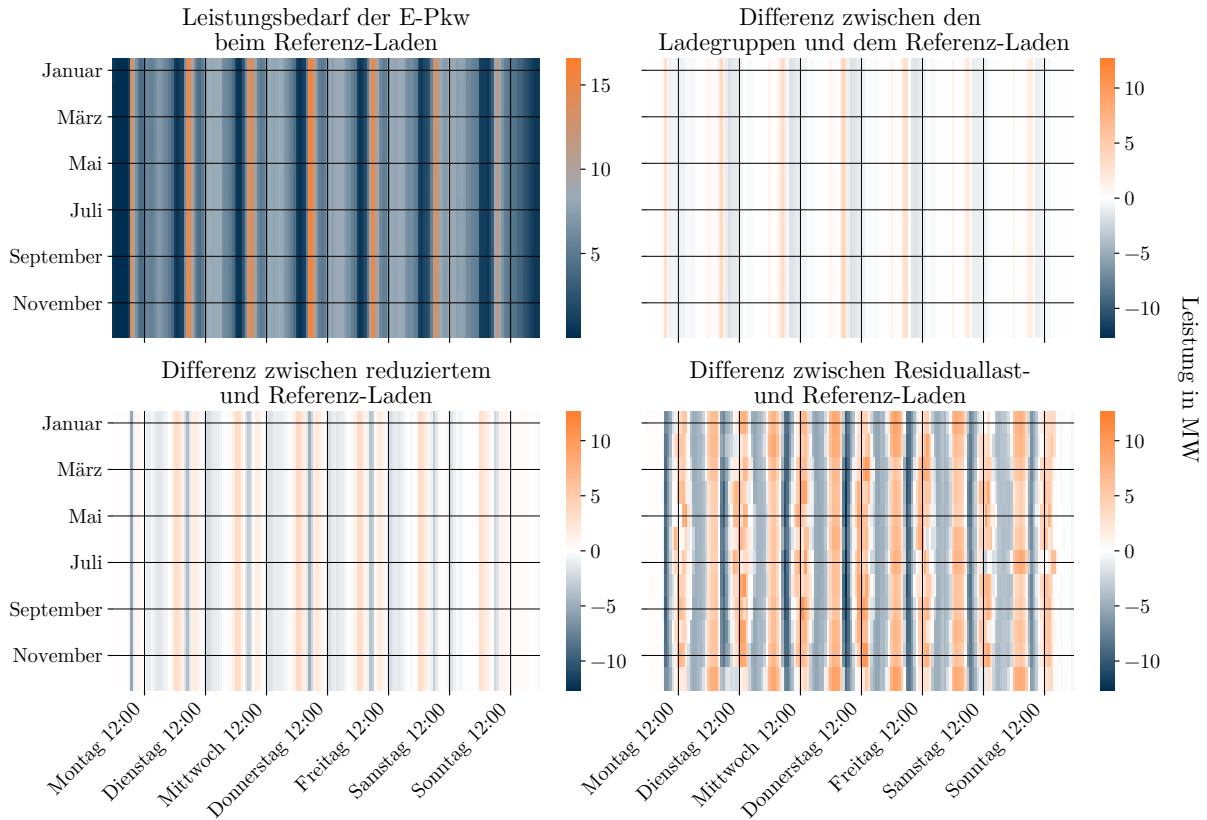 Leistungsbedarf der E-Pkw
beim Referenz-Laden
Januar
März
Mai
Juli
September
November
15
10
5
Differenz zwischen den
Ladegruppen und dem Referenz-Laden
10
5
0
−5
−10
Differenz zwischen reduziertem
und Referenz-Laden
Januar
März
Mai
Juli
September
November
10
5
0
−5
−10
Montag 12:00
Dienstag 12:00
Mittwoch 12:00
Donnerstag 12:00
Freitag 12:00
Samstag 12:00
Sonntag 12:00
Differenz zwischen Residuallast-
und Referenz-Laden
10
5
0
−5
−10
Montag 12:00
Dienstag 12:00
Mittwoch 12:00
Donnerstag 12:00
Freitag 12:00
Samstag 12:00
Sonntag 12:00
Leistung in MW